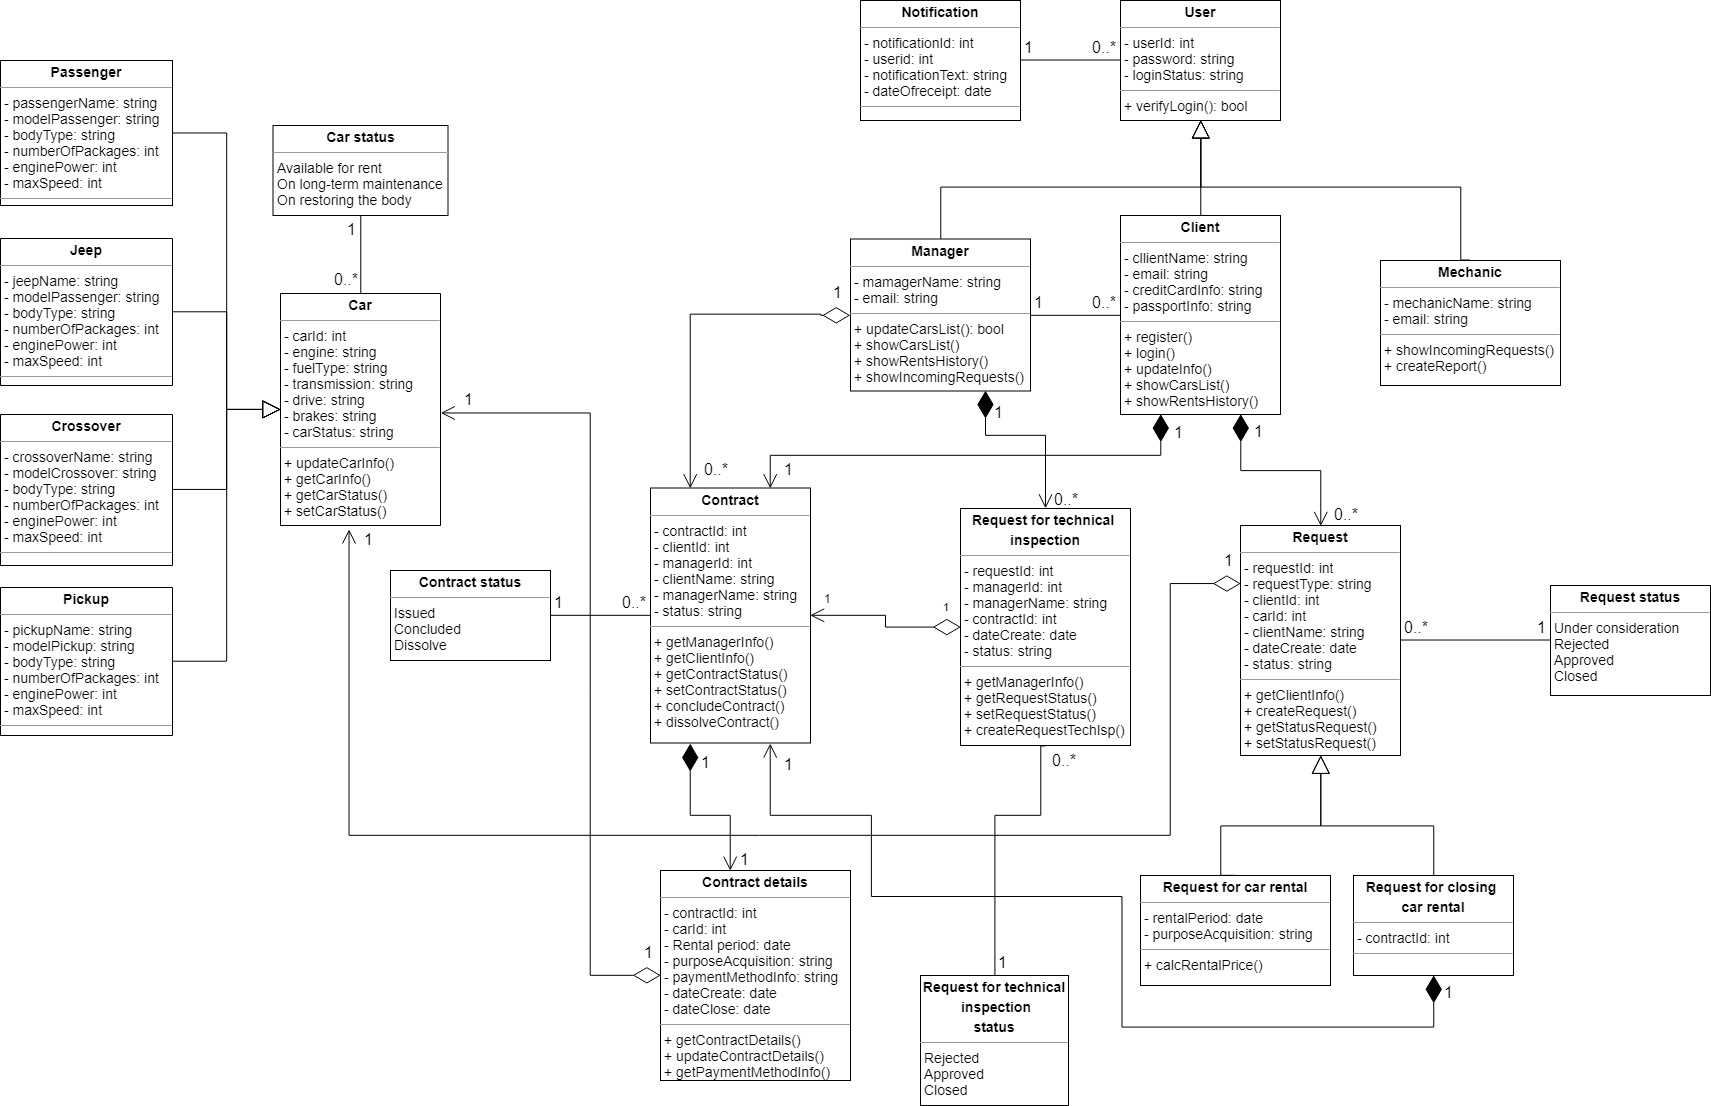 Notification
- notificationId: int
- userid: int
- notificationText: string
- dateOfreceipt: date
1
0..*
User
- userId: int
- password: string
- loginStatus: string
+ verifyLogin(): bool
Passenger
- passengerName: string
- modelPassenger: string
- bodyType: string
- numberOfPackages: int
- enginePower: int
- maxSpeed: int
Car status
Available for rent
On long-term maintenance
On restoring the body
1
0..*
Jeep
- jeepName: string
- modelPassenger: string
- bodyType: string
- numberOfPackages: int
- enginePower: int
- maxSpeed: int
Car
- carId: int
- engine: string
- fuelType: string
- transmission: string
- drive: string
- brakes: string
- carStatus: string
+ updateCarInfo()
+ getCarInfo()
+ getCarStatus()
+ setCarStatus()
1
1
Crossover
- crossoverName: string
- modelCrossover: string
- bodyType: string
- numberOfPackages: int
- enginePower: int
- maxSpeed: int
Pickup
- pickupName: string
- modelPickup: string
- bodyType: string
- numberOfPackages: int
- enginePower: int
- maxSpeed: int
Manager
- mamagerName: string
- email: string
+ updateCarsList(): bool
+ showCarsList()
+ showRentsHistory()
+ showIncomingRequests()
1
1
0..*
1
Client
- cllientName: string
- email: string
- creditCardInfo: string
- passportInfo: string
+ register()
+ login()
+ updateInfo()
+ showCarsList()
+ showRentsHistory()
1
1
Mechanic
- mechanicName: string
- email: string
+ showIncomingRequests()
+ createReport()
0..*
1
Contract
- contractId: int
- clientId: int
- managerId: int
- clientName: string
- managerName: string
- status: string
+ getManagerInfo()
+ getClientInfo()
+ getContractStatus()
+ setContractStatus()
+ concludeContract()
+ dissolveContract()
1
1
Contract status
Issued
Concluded
Dissolve
1
0..*
0..*
Request for technical
inspection
- requestId: int
- managerId: int
- managerName: string
- contractId: int
- dateCreate: date
- status: string
+ getManagerInfo()
+ getRequestStatus()
+ setRequestStatus()
+ createRequestTechIsp()
1
1
0..*
0..*
Request
- requestId: int
- requestType: string
- clientId: int
- carId: int
- clientName: string
- dateCreate: date
- status: string
+ getClientInfo()
+ createRequest()
+ getStatusRequest()
+ setStatusRequest()
1
0..*
1
Request status
Under consideration
Rejected
Approved
Closed
1
Contract details
- contractId: int
- carId: int
- Rental period: date
- purposeAcquisition: string
- paymentMethodInfo: string
- dateCreate: date
- dateClose: date
+ getContractDetails()
+ updateContractDetails()
+ getPaymentMethodInfo()
1
1
Request for technical
inspection
status
Rejected
Approved
Closed
Request for car rental
- rentalPeriod: date
- purposeAcquisition: string
+ calcRentalPrice()
Request for closing
car rental
- contractId: int
1